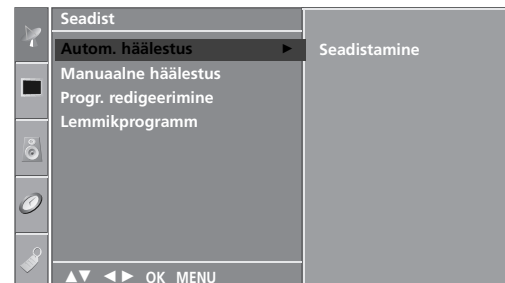 Seadist
Autom. häälestus ► Seadistamine
Manuaalne häälestus
Progr. redigeerimine
Lemmikprogramm
▲▼ ◄► OK MENU